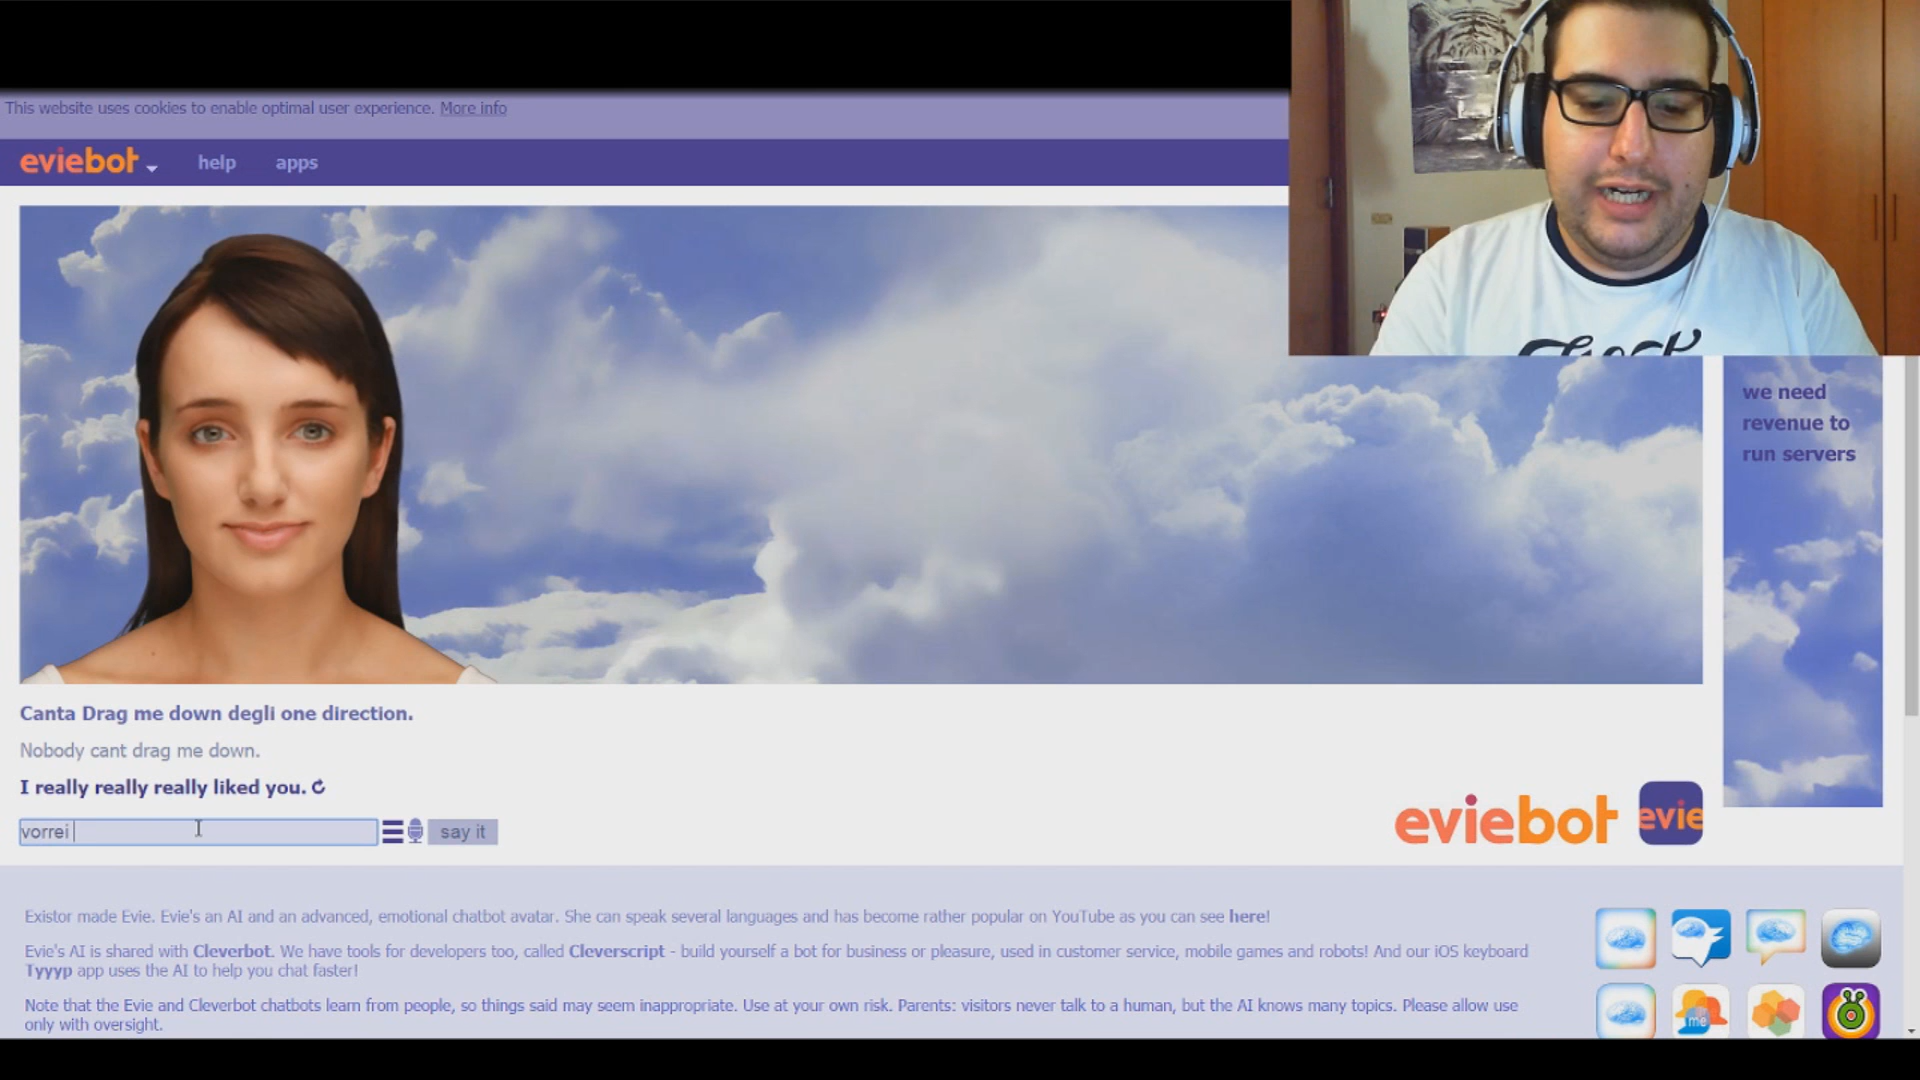 This website uses cookies to enable optimal user experience. More info
eviebot
help
apps
we need
revenue to
run servers
Canta Drag me down degli one direction.
Nobody cant drag me down.
I really really really liked you.
vorrei
say it
eviebot
evie
Existor made Evie. Evie's an AI and an advanced, emotional chatbot avatar. She can speak several languages and has become rather popular on YouTube as you can see here!
Evie's AI is shared with Cleverbot. We have tools for developers too, called Cleverscript - build yourself a bot for business or pleasure, used in customer service, mobile games and robots! And our iOS keyboard
Tyyyp app uses the AI to help you chat faster!
Note that the Evie and Cleverbot chatbots learn from people, so things said may seem inappropriate. Use at your own risk. Parents: visitors never talk to a human, but the AI knows many topics. Please allow use
only with oversight.
me